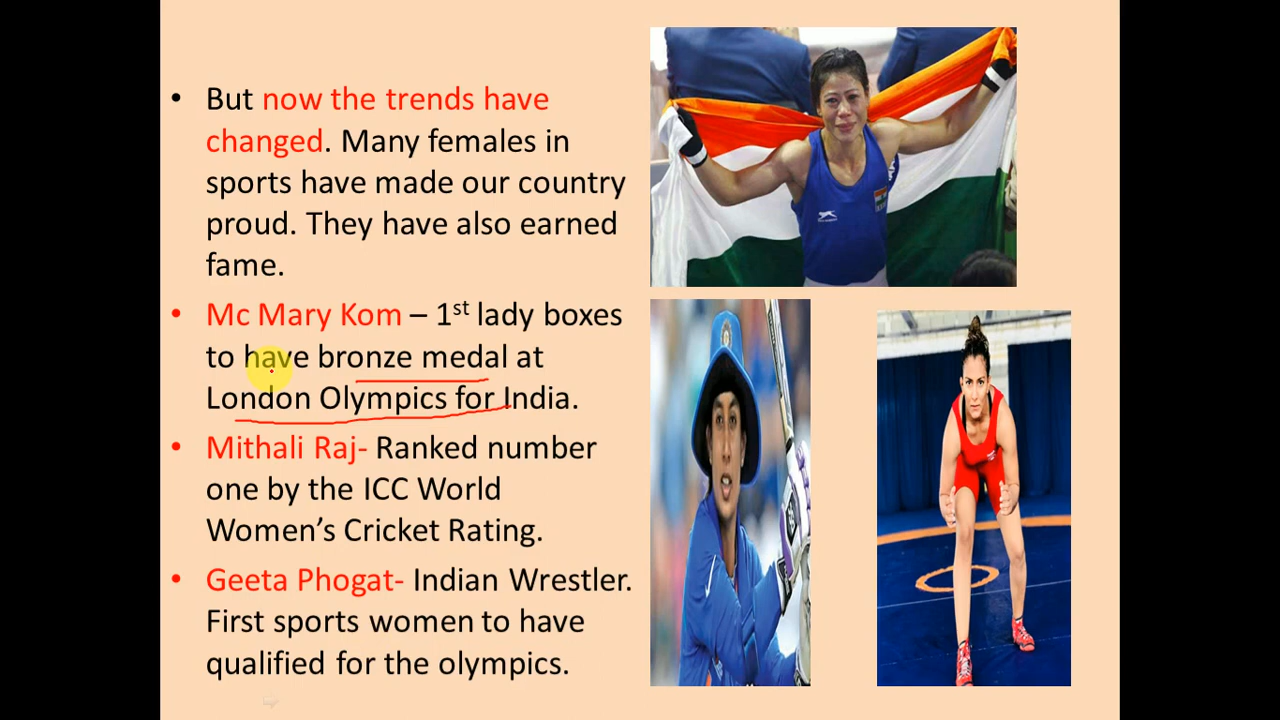 • But now the trends have
changed. Many females in
sports have made our country
proud. They have also earned
fame.
• Mc Mary Kom – 1st lady boxes
to have bronze medal at
London Olympics for India.
• Mithali Raj- Ranked number
one by the ICC World
Women’s Cricket Rating.
• Geeta Phogat- Indian Wrestler.
First sports women to have
qualified for the olympics.